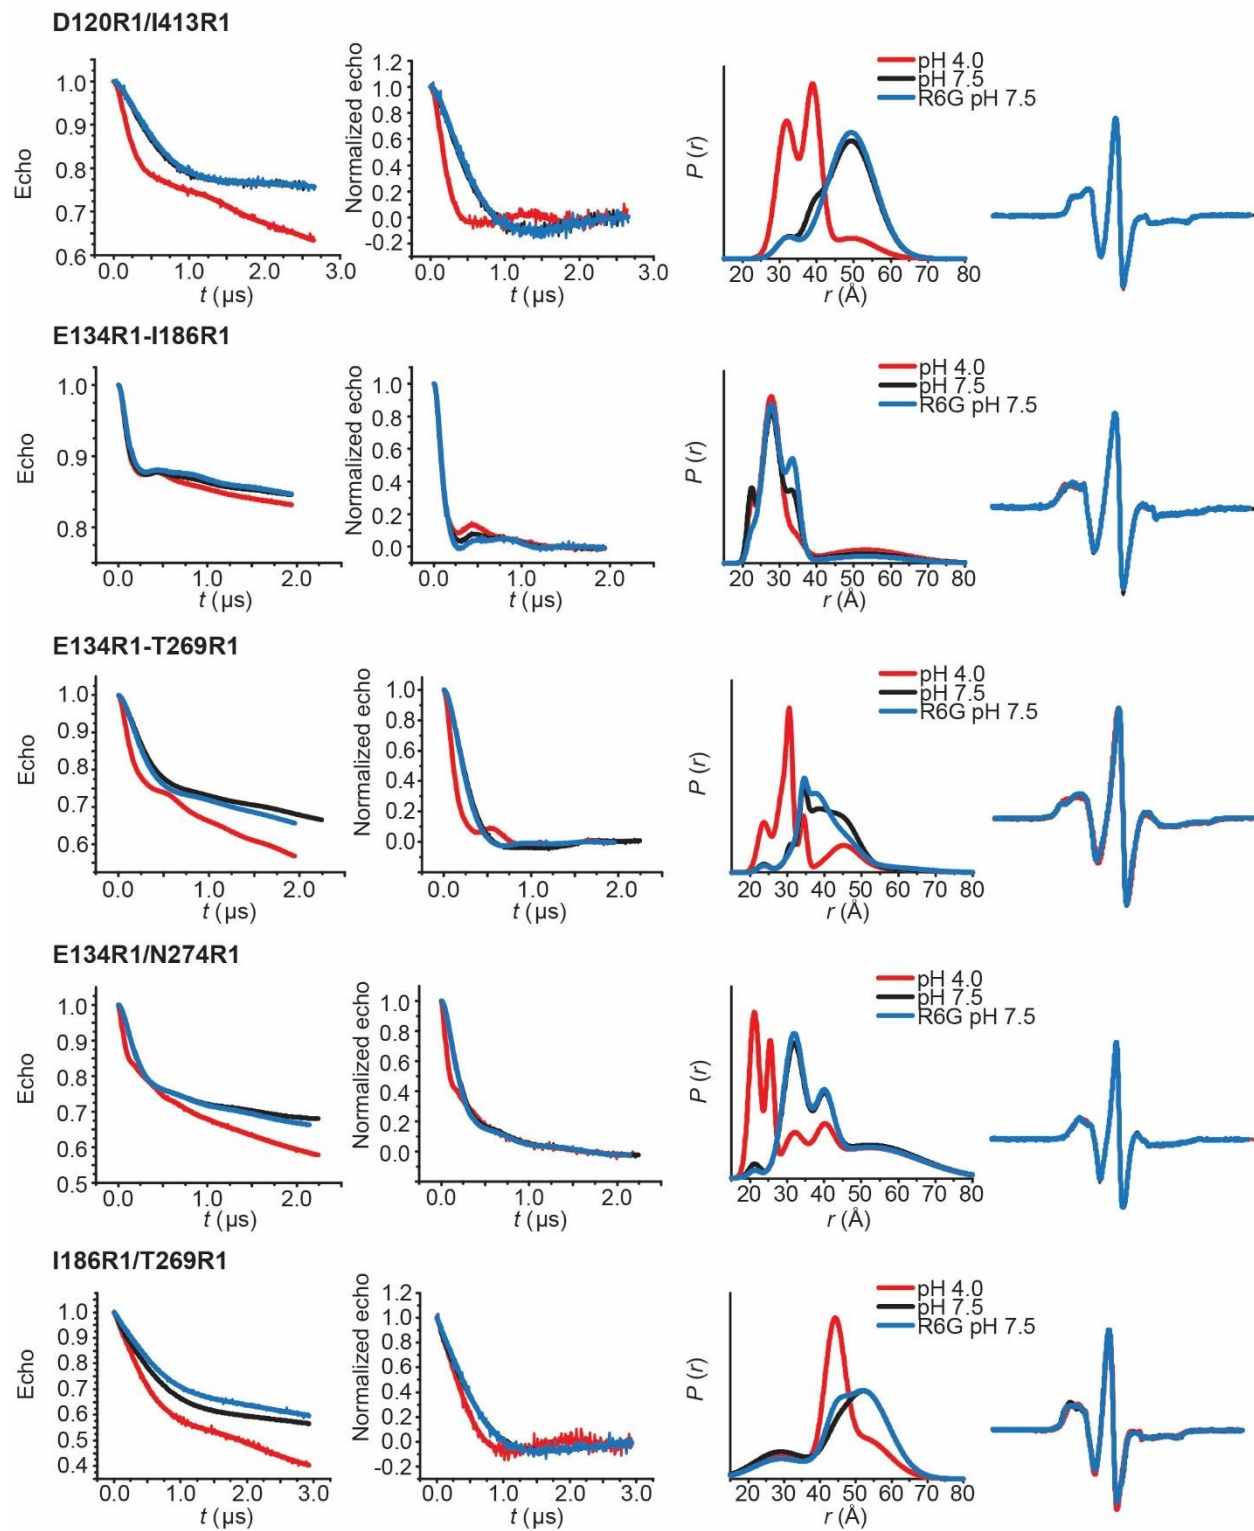 D120R1/I413R1
Echo
1.0
0.9
0.8
0.7
0.6
0.0 1.0 2.0 3.0
t (μs)
Normalized echo
1.2
1.0
0.8
0.6
0.4
0.2
0.0
-0.2
0.0 1.0 2.0 3.0
t (μs)
P (r)
pH 4.0
pH 7.5
R6G pH 7.5
20 30 40 50 60 70 80
r (Å)
E134R1-I186R1
Echo
1.0
0.9
0.8
0.0 1.0 2.0
t (μs)
Normalized echo
1.0
0.8
0.6
0.4
0.2
0.0
0.0 1.0 2.0
t (μs)
P (r)
pH 4.0
pH 7.5
R6G pH 7.5
20 30 40 50 60 70 80
r (Å)
E134R1-T269R1
Echo
1.0
0.9
0.8
0.7
0.6
0.0 1.0 2.0
t (μs)
Normalized echo
1.0
0.8
0.6
0.4
0.2
0.0
0.0 1.0 2.0
t (μs)
P (r)
pH 4.0
pH 7.5
R6G pH 7.5
20 30 40 50 60 70 80
r (Å)
E134R1/N274R1
Echo
1.0
0.9
0.8
0.7
0.6
0.5
0.0 1.0 2.0
t (μs)
Normalized echo
1.0
0.8
0.6
0.4
0.2
0.0
0.0 1.0 2.0
t (μs)
P (r)
pH 4.0
pH 7.5
R6G pH 7.5
20 30 40 50 60 70 80
r (Å)
I186R1/T269R1
Echo
1.0
0.9
0.8
0.7
0.6
0.5
0.4
0.0 1.0 2.0 3.0
t (μs)
Normalized echo
1.2
1.0
0.8
0.6
0.4
0.2
0.0
-0.2
0.0 1.0 2.0 3.0
t (μs)
P (r)
pH 4.0
pH 7.5
R6G pH 7.5
20 30 40 50 60 70 80
r (Å)